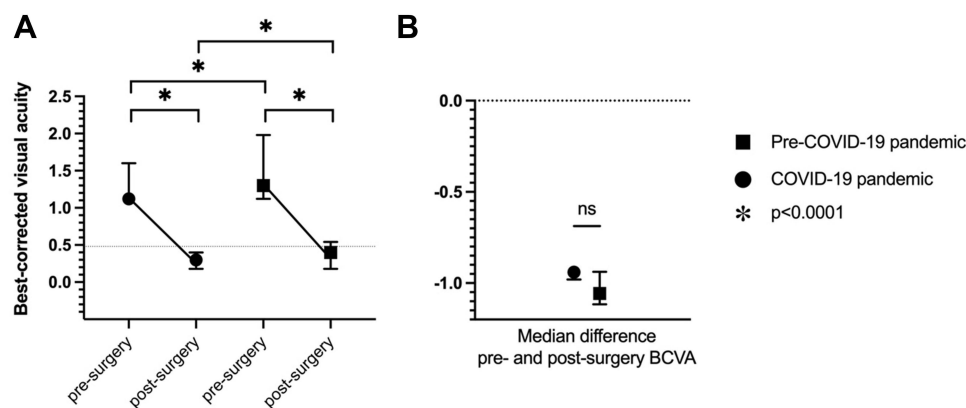 A
B
*
*
*
*
Best-corrected visual acuity
2.5
2.0
1.5
1.0
0.5
0.0
pre-surgery
post-surgery
pre-surgery
post-surgery
0.0
-0.5
-1.0
ns
Median difference
pre- and post-surgery BCVA
Pre-COVID-19 pandemic
COVID-19 pandemic
* p<0.0001